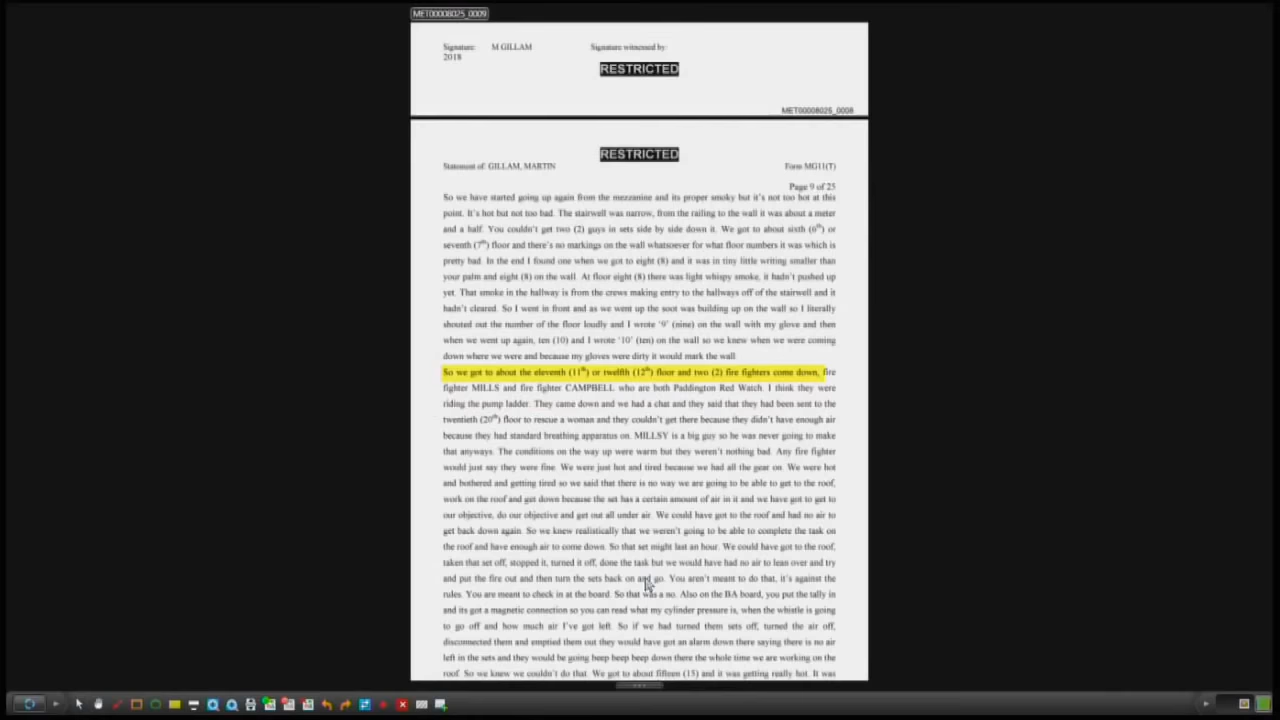 MET00008025_0009
Signature: M GILLAM Signature witnessed by:
2018
RESTRICTED
MET00008025_0008
RESTRICTED
Statement of: GILLAM, MARTIN Form MG11(T)
Page 9 of 25
So we have started going up again from the mezzanine and its proper smoky but it's not too hot at this
point. It's hot but not too bad. The stairwell was narrow, from the railing to the wall it was about a meter
and a half. You couldn't get two (2) guys in sets side by side down it. We got to about sixth (6th) or
seventh (7th) floor and there's no markings on the wall whatsoever for what floor numbers it was which is
pretty bad. In the end I found one when we got to eight (8) and it was in tiny little writing smaller than
your palm and eight (8) on the wall. At floor eight (8) there was light whispy smoke, it hadn't pushed up
yet. That smoke in the hallway is from the crews making entry to the hallways off of the stairwell and it
hadn't cleared. So I went in front and as we went up the soot was building up on the wall so I literally
shouted out the number of the floor loudly and I wrote '9' (nine) on the wall with my glove and then
when we went up again, ten (10) and I wrote '10' (ten) on the wall so we knew when we were coming
down where we were and because my gloves were dirty it would mark the wall
So we got to about the eleventh (11th) or twelfth (12th) floor and two (2) fire fighters come down, fire
fighter MILLS and fire fighter CAMPBELL who are both Paddington Red Watch. I think they were
riding the pump ladder. They came down and we had a chat and they said that they had been sent to the
twentieth (20th) floor to rescue a woman and they couldn't get there because they didn't have enough air
because they had standard breathing apparatus on. MILLSY is a big guy so he was never going to make
that anyways. The conditions on the way up were warm but they weren't nothing bad. Any fire fighter
would just say they were fine. We were just hot and tired because we had all the gear on. We were hot
and bothered and getting tired so we said that there is no way we are going to be able to get to the roof,
work on the roof and get down because the set has a certain amount of air in it and we have got to get to
our objective, do our objective and get out all under air. We could have got to the roof and had no air to
get back down again. So we knew realistically that we weren't going to be able to complete the task on
the roof and have enough air to come down. So that set might last an hour. We could have got to the roof,
taken that set off, stopped it, turned it off, done the task but we would have had no air to lean over and try
and put the fire out and then turn the sets back on and go. You aren't meant to do that, it's against the
rules. You are meant to check in at the board. So that was a no. Also on the BA board, you put the tally in
and its got a magnetic connection so you can read what my cylinder pressure is, when the whistle is going
to go off and how much air I've got left. So if we had turned them sets off, turned the air off,
disconnected them and emptied them out they would have got an alarm down there saying there is no air
left in the sets and they would be going beep beep beep down there the whole time we are working on the
roof. So we knew we couldn't do that. We got to about fifteen (15) and it was getting really hot. It was